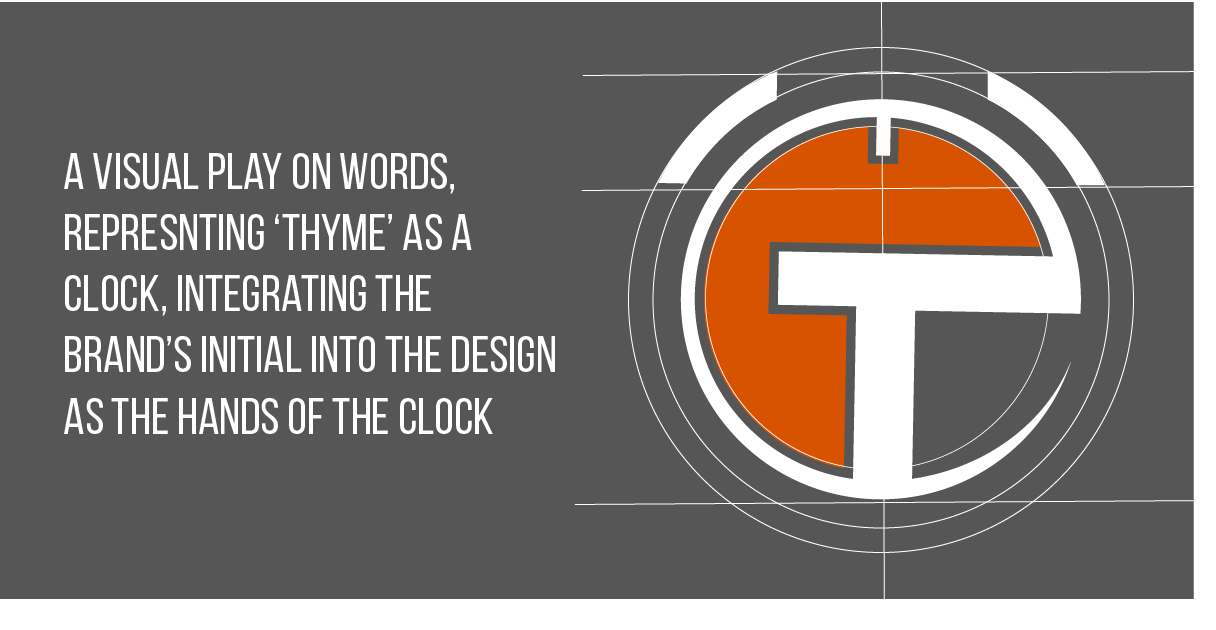 A VISUAL PLAY ON WORDS,
REPRESNTING ‘THYME’ AS A
CLOCK, INTEGRATING THE
BRAND’S INITIAL INTO THE DESIGN
AS THE HANDS OF THE CLOCK
T